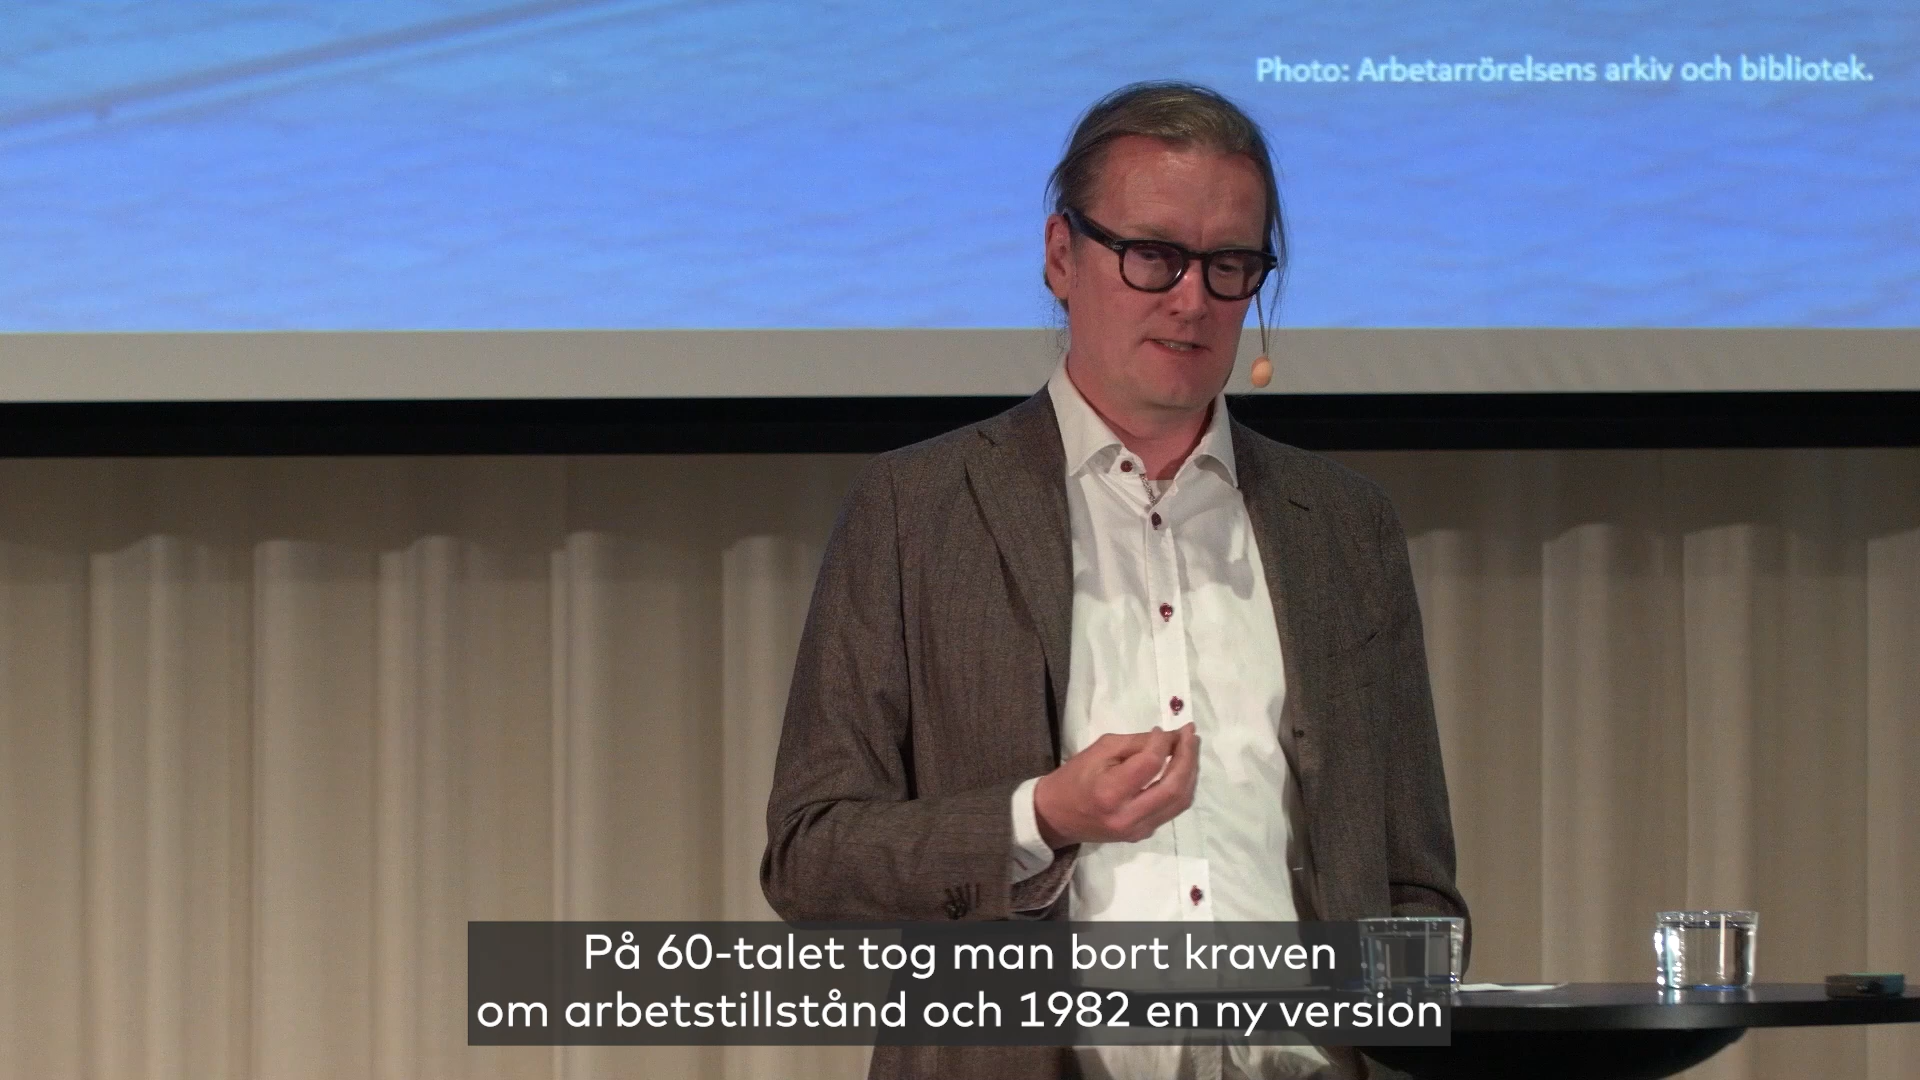 Photo: Arbetarrörelsens arkiv och bibliotek.
På 60-talet tog man bort kraven
om arbetstillstånd och 1982 en ny version